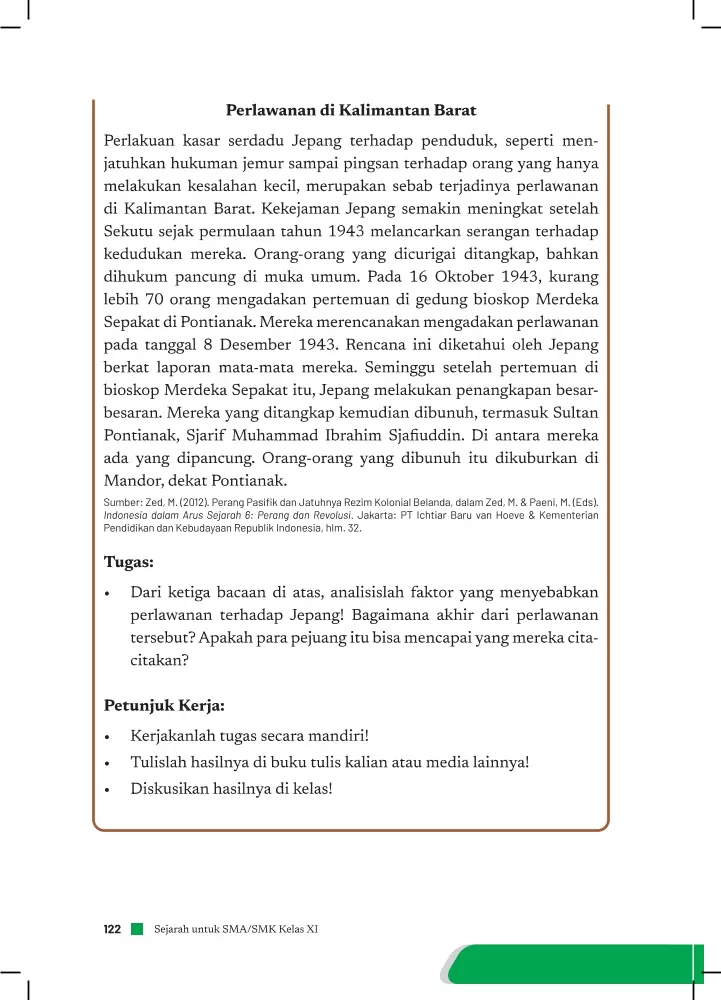 Perlawanan di Kalimantan Barat
Perlakuan kasar serdadu Jepang terhadap penduduk, seperti men-
jatuhkan hukuman jemur sampai pingsan terhadap orang yang hanya
melakukan kesalahan kecil, merupakan sebab terjadinya perlawanan
di Kalimantan Barat. Kekejaman Jepang semakin meningkat setelah
Sekutu sejak permulaan tahun 1943 melancarkan serangan terhadap
kedudukan mereka. Orang-orang yang dicurigai ditangkap, bahkan
dihukum pancung di muka umum. Pada 16 Oktober 1943, kurang
lebih 70 orang mengadakan pertemuan di gedung bioskop Merdeka
Sepakat di Pontianak. Mereka merencanakan mengadakan perlawanan
pada tanggal 8 Desember 1943. Rencana ini diketahui oleh Jepang
berkat laporan mata-mata mereka. Seminggu setelah pertemuan di
bioskop Merdeka Sepakat itu, Jepang melakukan penangkapan besar-
besaran. Mereka yang ditangkap kemudian dibunuh, termasuk Sultan
Pontianak, Sjarif Muhammad Ibrahim Sjafiuddin. Di antara mereka
ada yang dipancung. Orang-orang yang dibunuh itu dikuburkan di
Mandor, dekat Pontianak.
Sumber: Zed, M. (2012). Perang Pasifik dan Jatuhnya Rezim Kolonial Belanda, dalam Zed, M. & Paeni, M. (Eds).
Indonesia dalam Arus Sejarah 6: Perang dan Revolusi. Jakarta: PT Ichtiar Baru van Hoeve & Kementerian
Pendidikan dan Kebudayaan Republik Indonesia, hlm. 32.
Tugas:
• Dari ketiga bacaan di atas, analisislah faktor yang menyebabkan
perlawanan terhadap Jepang! Bagaimana akhir dari perlawanan
tersebut? Apakah para pejuang itu bisa mencapai yang mereka cita-
citakan?
Petunjuk Kerja:
• Kerjakanlah tugas secara mandiri!
• Tulislah hasilnya di buku tulis kalian atau media lainnya!
• Diskusikan hasilnya di kelas!
122 Sejarah untuk SMA/SMK Kelas XI